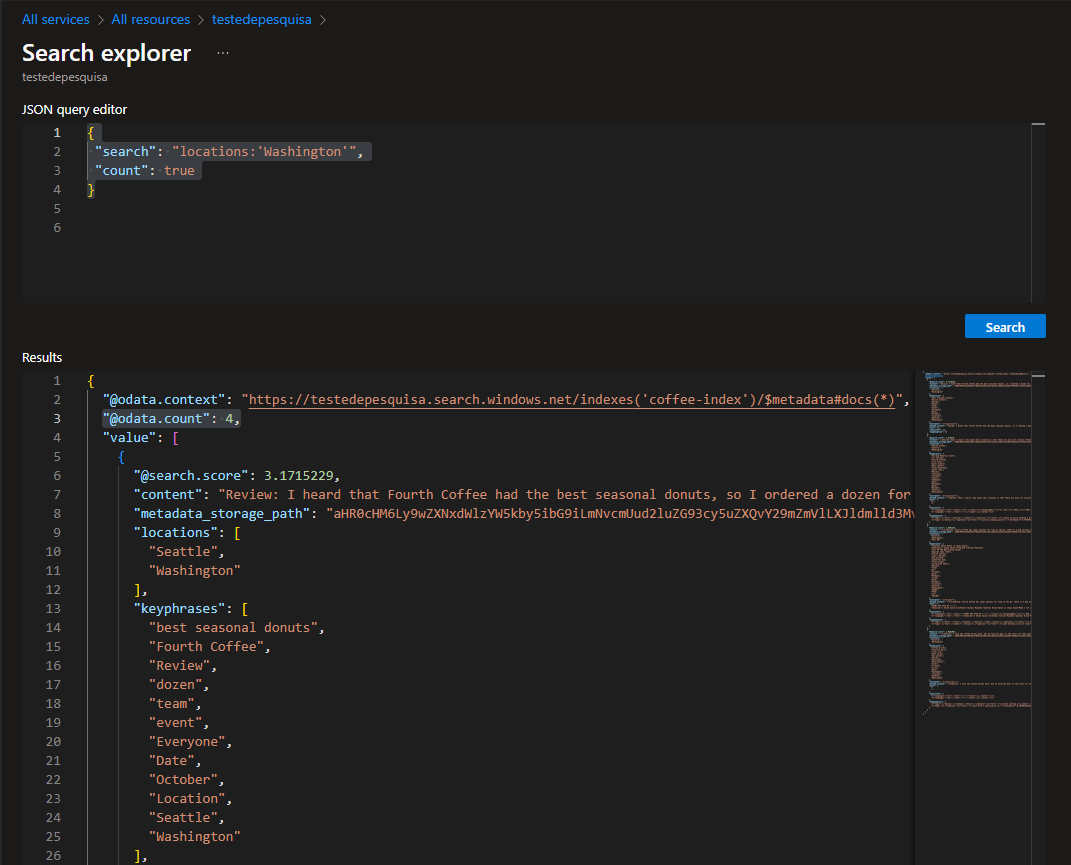 All services > All resources > testedepesquisa >
Search explorer ...
testedepesquisa
JSON query editor
1 {
2 "search": "locations:'Washington'",
3 "count": true
4 }
5
6
Search
Results
1 {
2 "@odata.context": "https://testedepesquisa.search.windows.net/indexes('coffee-index')/$metadata#docs(*)",
3 "@odata.count": 4,
4 "value": [
5 {
6 "@search.score": 3.1715229,
7 "content": "Review: I heard that Fourth Coffee had the best seasonal donuts, so I ordered a dozen for
8 "metadata_storage_path":
9 "locations": [
10 "Seattle",
11 "Washington"
12 ],
13 "keyphrases": [
14 "best seasonal donuts",
15 "Fourth Coffee",
16 "Review",
17 "dozen",
18 "team",
19 "event",
20 "Everyone",
21 "Date",
22 "October",
23 "Location",
24 "Seattle",
25 "Washington"
26 ],